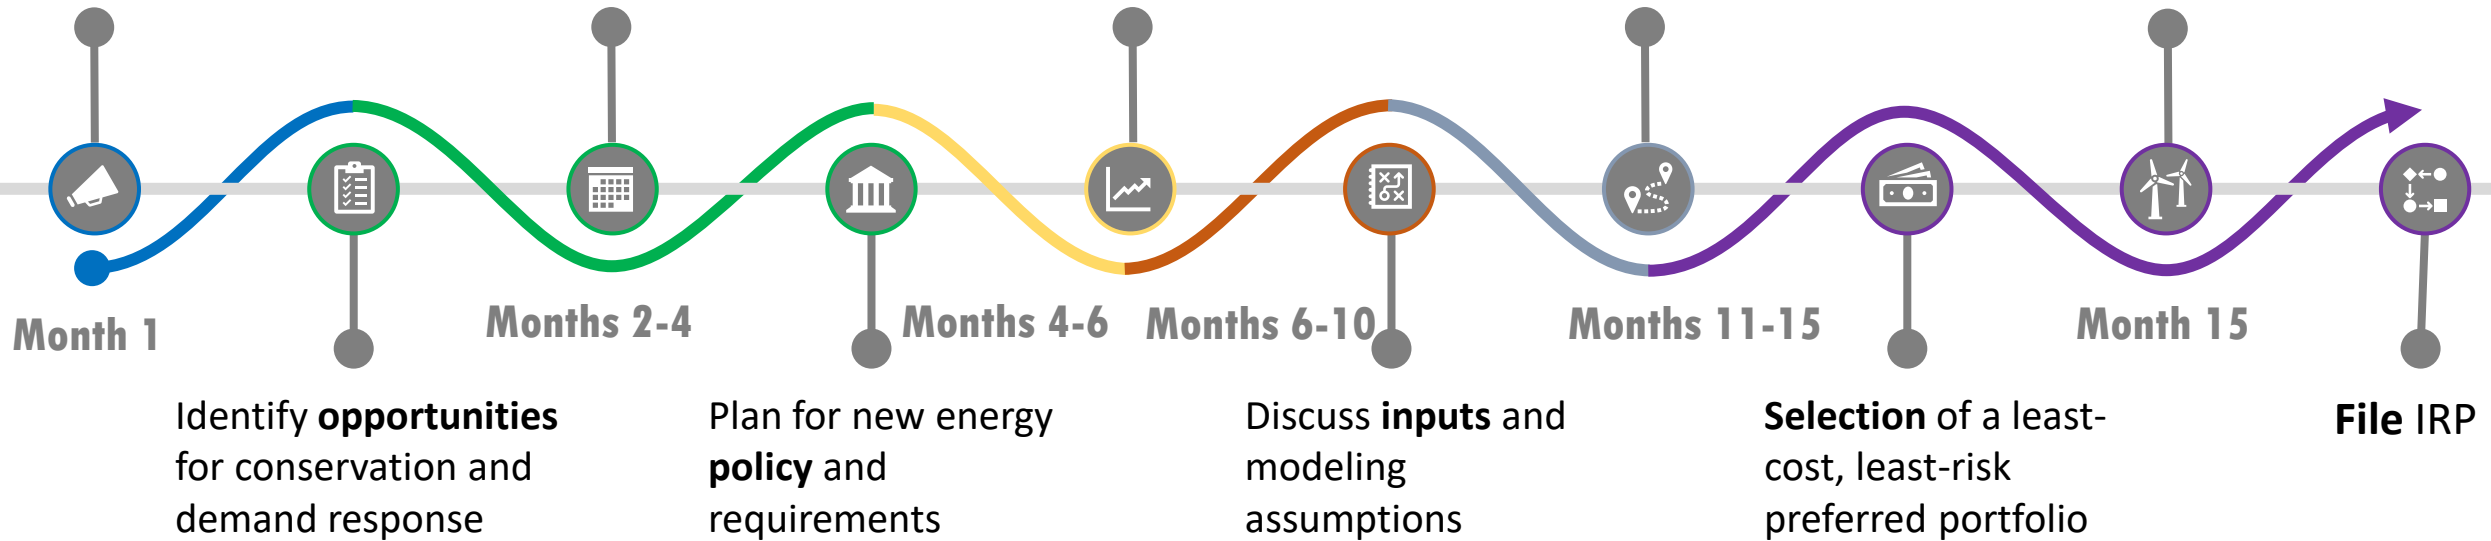 Month 1
Months 2-4
Months 4-6
Months 6-10
Months 11-15
Month 15
Identify opportunities
for conservation and
demand response
Plan for new energy
policy and
requirements
Discuss inputs and
modeling
assumptions
Selection of a least-
cost, least-risk
preferred portfolio
File IRP